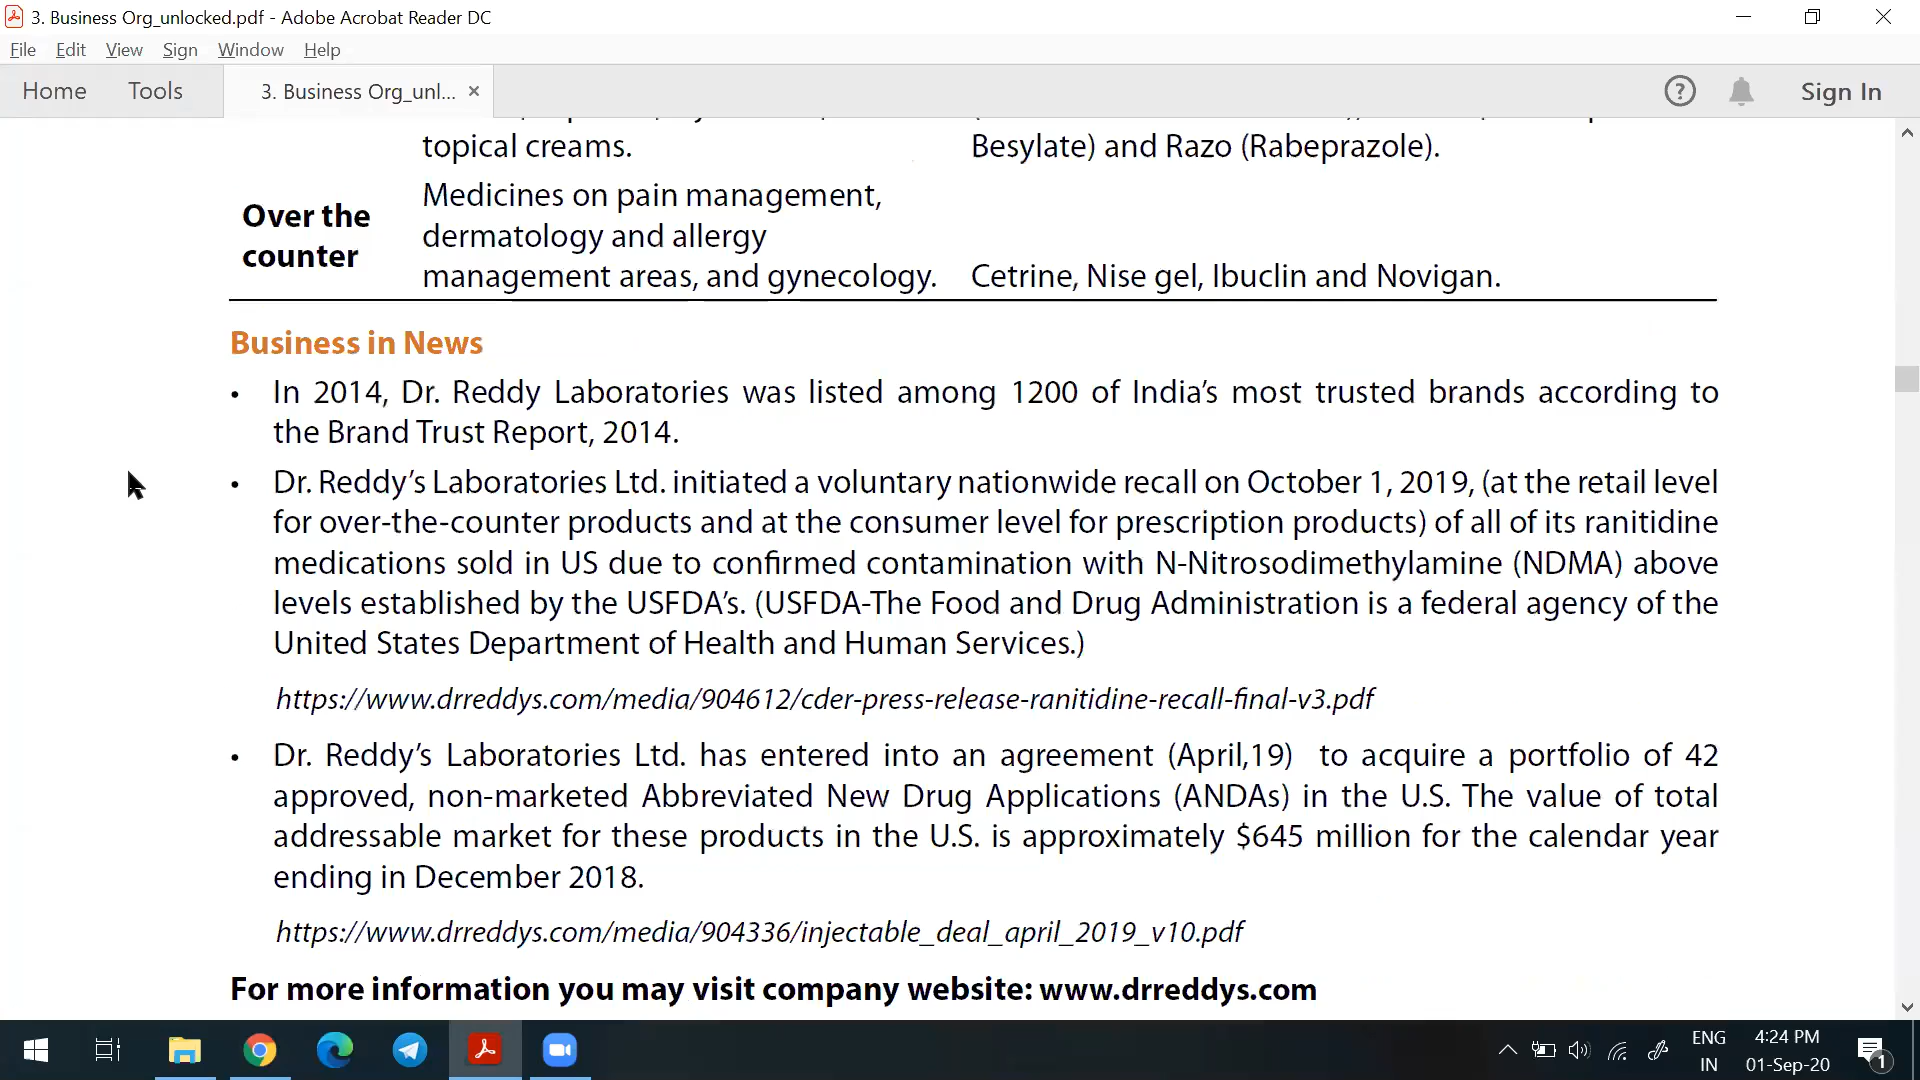 3. Business Org_unlocked.pdf - Adobe Acrobat Reader DC
File Edit View Sign Window Help
Home Tools 3. Business Org_unl... × ? Sign In
topical creams. Besylate) and Razo (Rabeprazole).
Medicines on pain management,
Over the
dermatology and allergy
counter
management areas, and gynecology. Cetrine, Nise gel, Ibuclin and Novigan.
Business in News
• In 2014, Dr. Reddy Laboratories was listed among 1200 of India’s most trusted brands according to
the Brand Trust Report, 2014.
• Dr. Reddy’s Laboratories Ltd. initiated a voluntary nationwide recall on October 1, 2019, (at the retail level
for over-the-counter products and at the consumer level for prescription products) of all of its ranitidine
medications sold in US due to confirmed contamination with N-Nitrosodimethylamine (NDMA) above
levels established by the USFDA’s. (USFDA-The Food and Drug Administration is a federal agency of the
United States Department of Health and Human Services.)
https://www.drreddys.com/media/904612/cder-press-release-ranitidine-recall-final-v3.pdf
• Dr. Reddy’s Laboratories Ltd. has entered into an agreement (April,19) to acquire a portfolio of 42
approved, non-marketed Abbreviated New Drug Applications (ANDAs) in the U.S. The value of total
addressable market for these products in the U.S. is approximately $645 million for the calendar year
ending in December 2018.
https://www.drreddys.com/media/904336/injectable_deal_april_2019_v10.pdf
For more information you may visit company website: www.drreddys.com
ENG 4:24 PM
IN 01-Sep-20 1